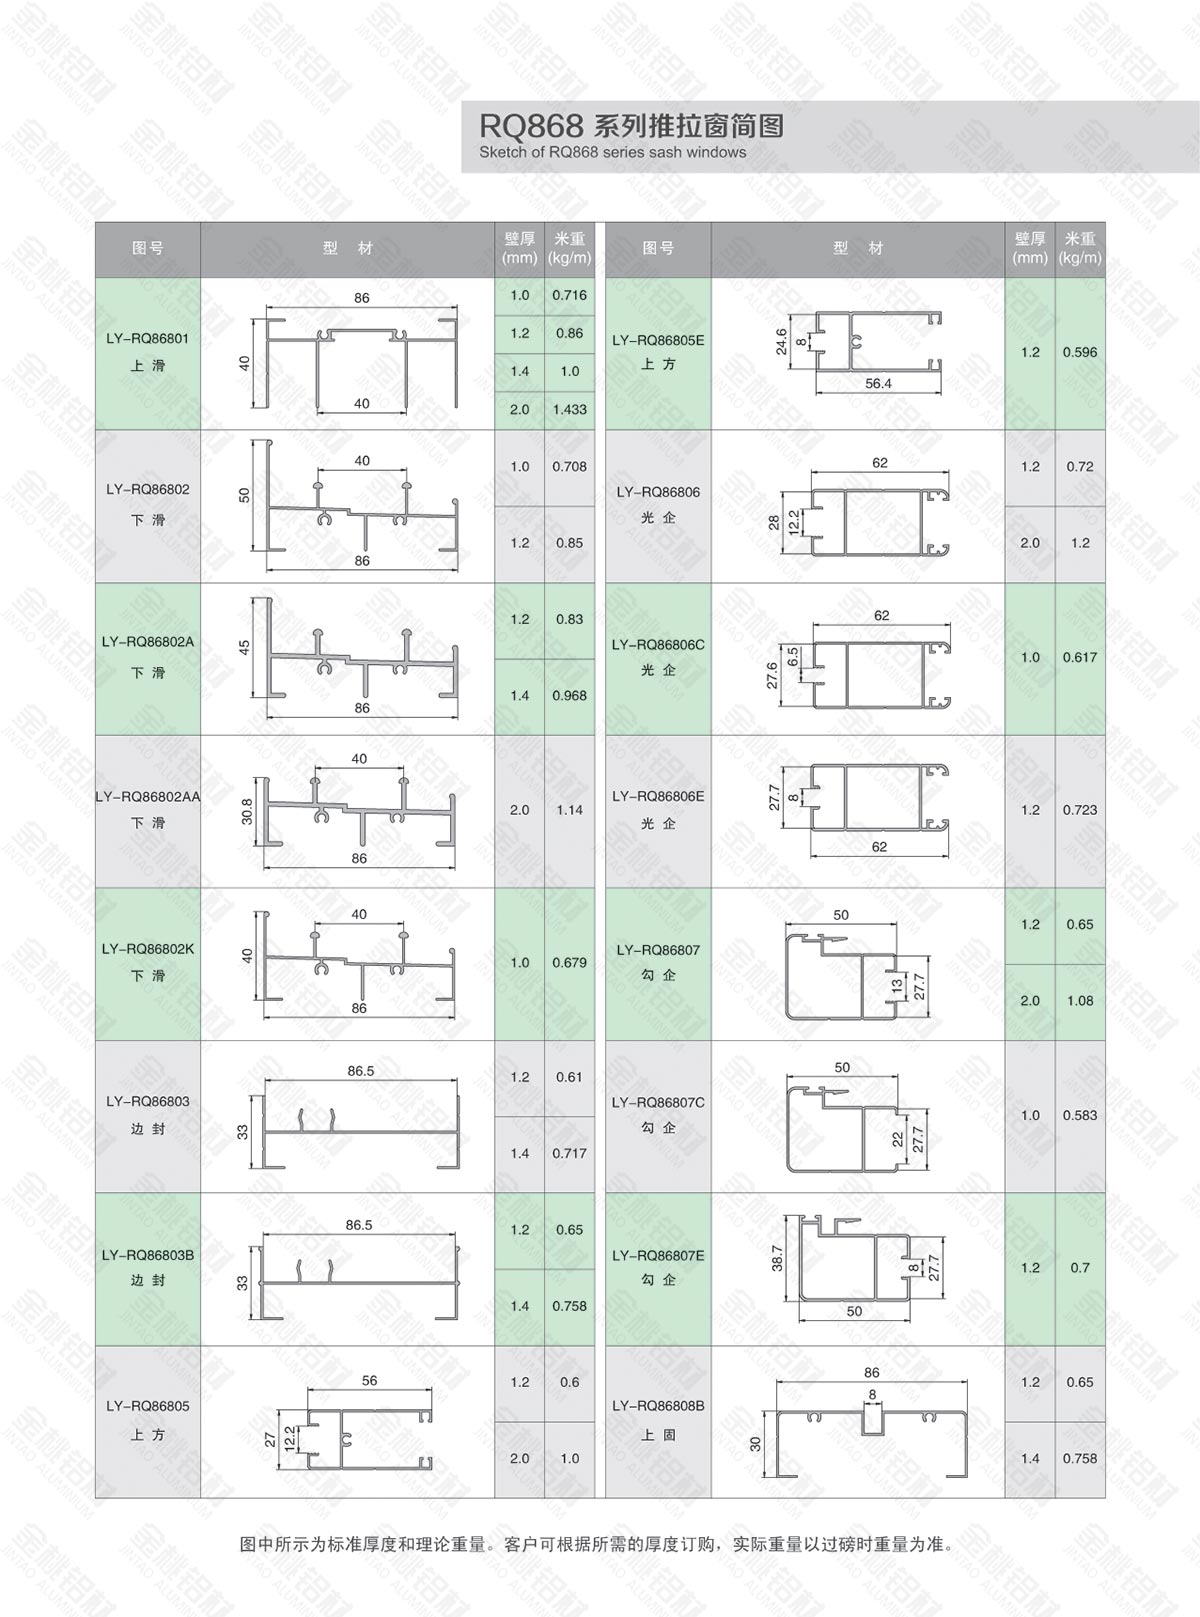 RQ868 系列推拉窗简图
Sketch of RQ868 series sash windows
图号 型 材 壁厚 (mm) 米重 (kg/m)
LY-RQ86801
上 滑
86
40
40
1.0 0.716
1.2 0.86
1.4 1.0
2.0 1.433
LY-RQ86802
下 滑
40
50
86
1.0 0.708
1.2 0.85
LY-RQ86802A
下 滑
45
86
1.2 0.83
1.4 0.968
LY-RQ86802AA
下 滑
40
30.8
86
2.0 1.14
LY-RQ86802K
下 滑
40
40
86
1.0 0.679
LY-RQ86803
边 封
86.5
33
1.2 0.61
1.4 0.717
LY-RQ86803B
边 封
86.5
33
1.2 0.65
1.4 0.758
LY-RQ86805
上 方
56
27
12.2
1.2 0.6
2.0 1.0
图号 型 材 壁厚 (mm) 米重 (kg/m)
LY-RQ86805E
上 方
24.6
8
56.4
1.2 0.596
LY-RQ86806
光 企
62
28
12.2
1.2 0.72
2.0 1.2
LY-RQ86806C
光 企
62
27.6
6.5
1.0 0.617
LY-RQ86806E
光 企
27.7
8
62
1.2 0.723
LY-RQ86807
勾 企
50
13
27.7
1.2 0.65
2.0 1.08
LY-RQ86807C
勾 企
50
22
27.7
1.0 0.583
LY-RQ86807E
勾 企
38.7
8
27.7
50
1.2 0.7
LY-RQ86808B
上 固
86
8
30
1.2 0.65
1.4 0.758
图中所示为标准厚度和理论重量。客户可根据所需的厚度订购，实际重量以过磅时重量为准。
金桃铝材
JINTAO ALUMINIUM